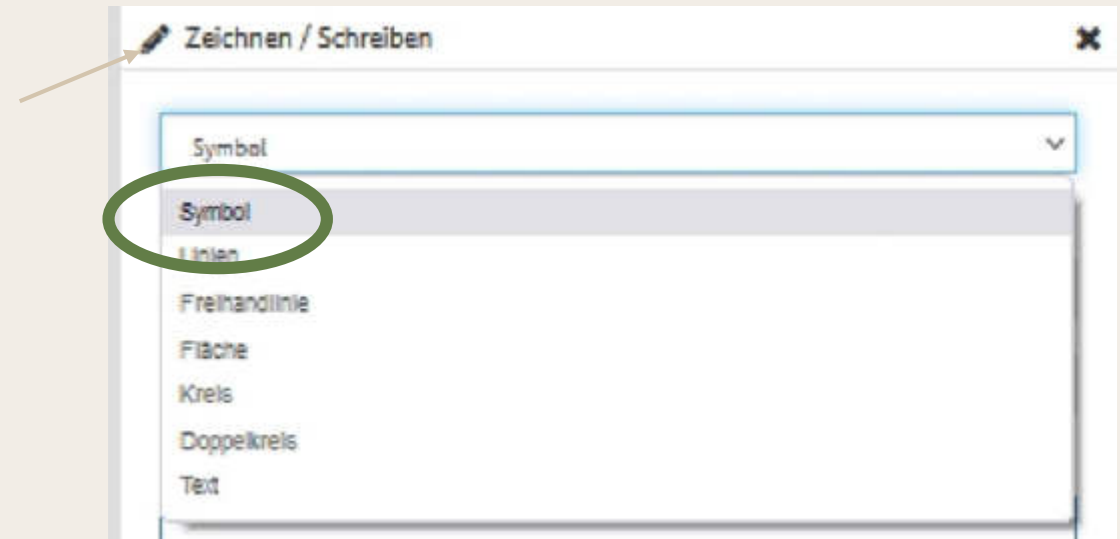 Zeichnen / Schreiben
Symbol
Symbol
Linien
Freihandlinie
Fläche
Kreis
Doppelkreis
Text